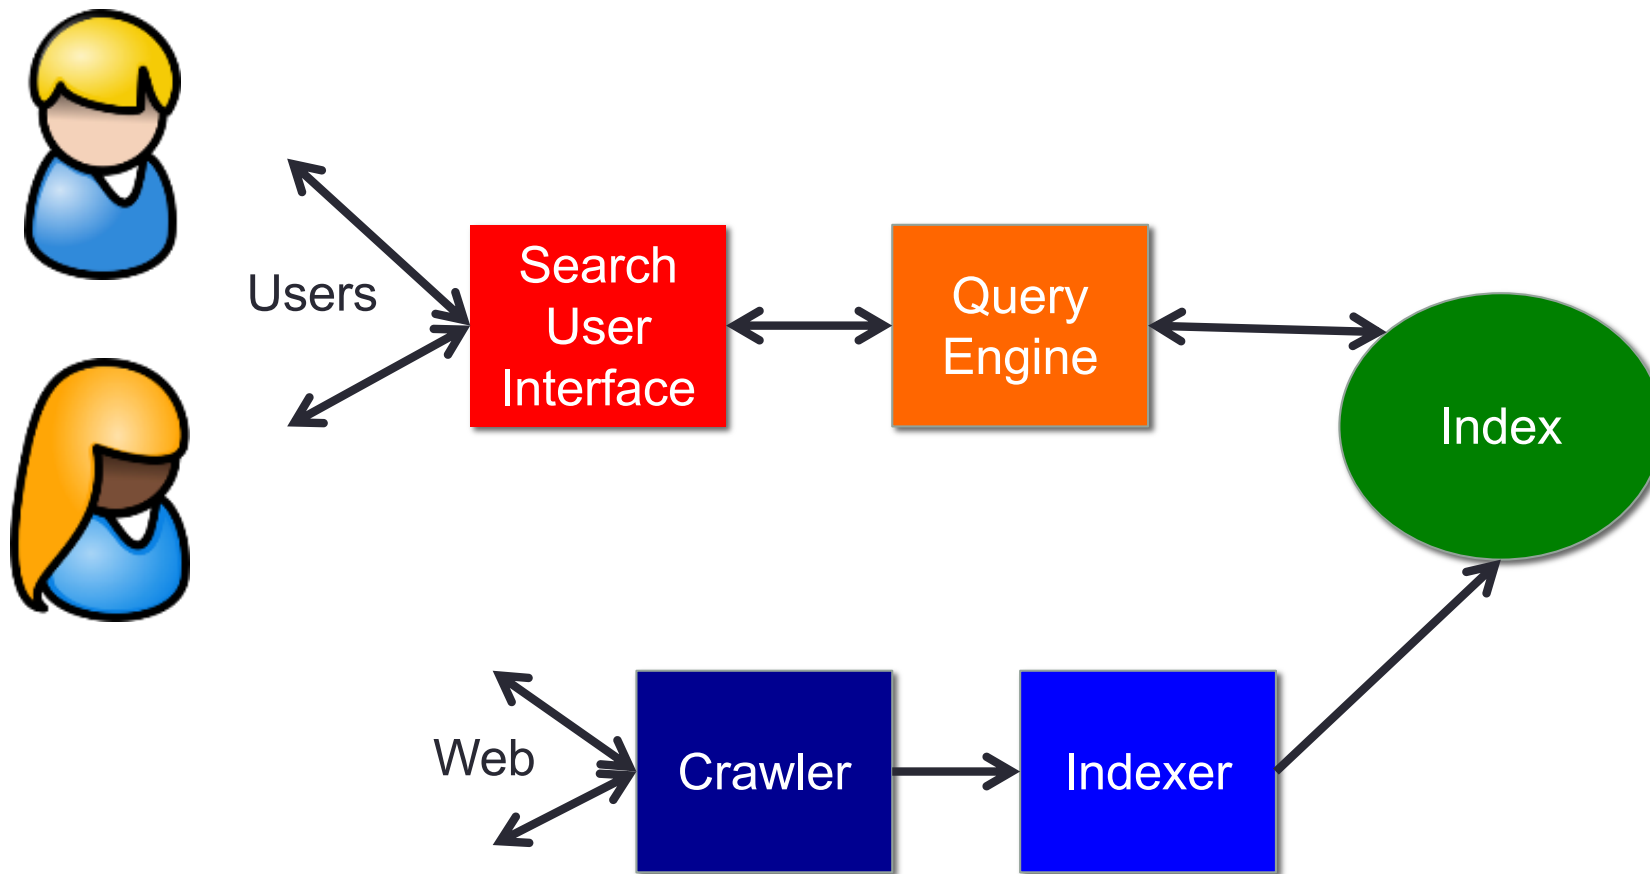 Users
Search
User
Interface
Query
Engine
Index
Web
Crawler
Indexer